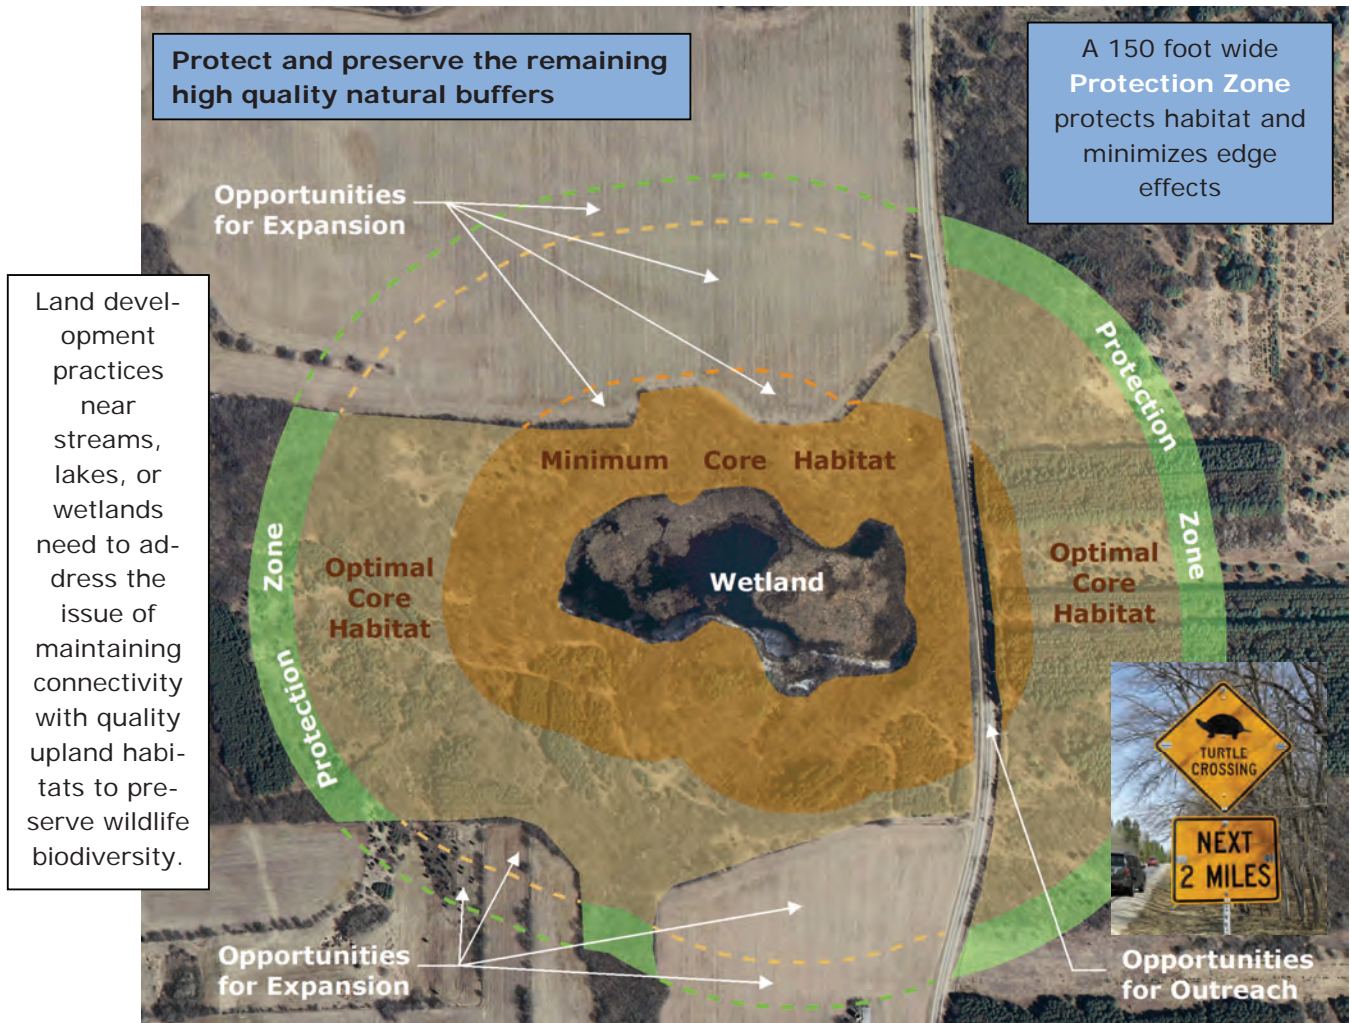 Protect and preserve the remaining
high quality natural buffers
A 150 foot wide
Protection Zone
protects habitat and
minimizes edge
effects
Opportunities
for Expansion
Land devel-
opment
practices
near
streams,
lakes, or
wetlands
need to ad-
dress the
issue of
maintaining
connectivity
with quality
upland habi-
tats to pre-
serve wildlife
biodiversity.
Protection
Zone
Minimum Core Habitat
Optimal
Core
Habitat
Wetland
Optimal
Core
Habitat
Protection
Zone
TURTLE
CROSSING
NEXT
2 MILES
Opportunities
for Expansion
Opportunities
for Outreach